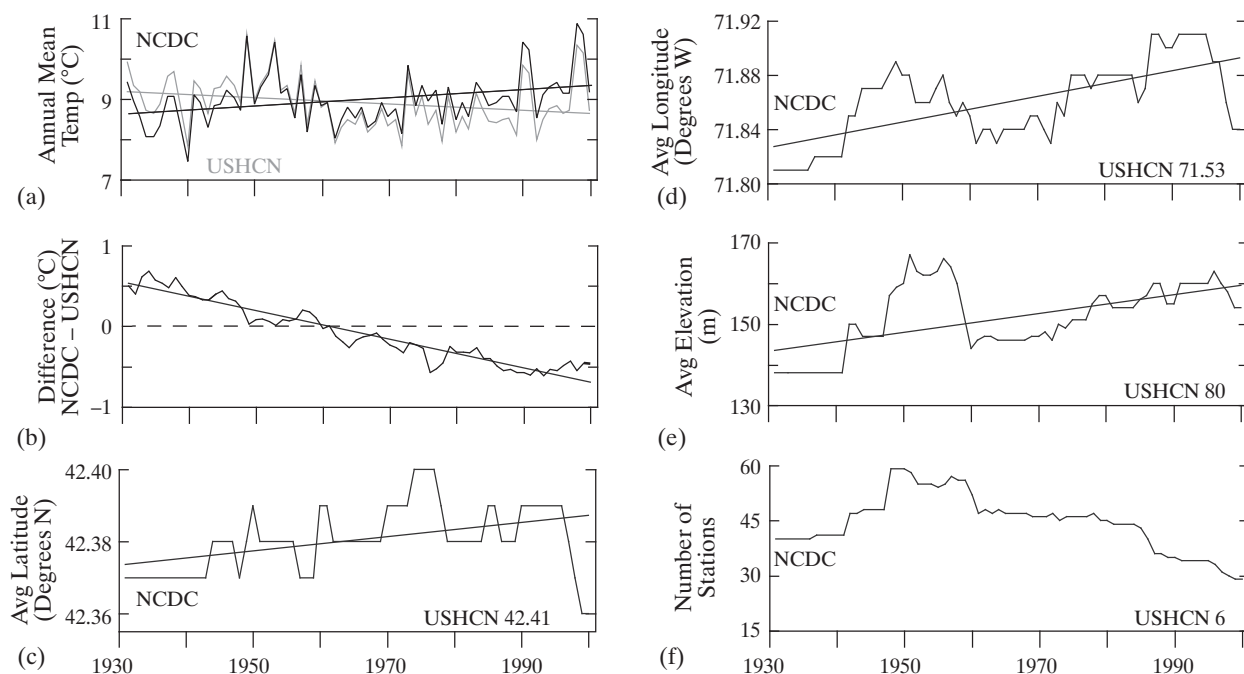 11
9
7
Annual Mean
Temp (°C)
NCDC
USHCN
(a)
1
0
−1
Difference (°C)
NCDC – USHCN
(b)
42.40
42.38
42.36
Avg Latitude
(Degrees N)
NCDC
USHCN 42.41
(c)
1930
1950
1970
1990
71.92
71.88
71.84
71.80
Avg Longitude
(Degrees W)
NCDC
USHCN 71.53
(d)
170
150
130
Avg Elevation
(m)
NCDC
USHCN 80
(e)
60
45
30
15
Number of
Stations
NCDC
USHCN 6
(f)
1930
1950
1970
1990